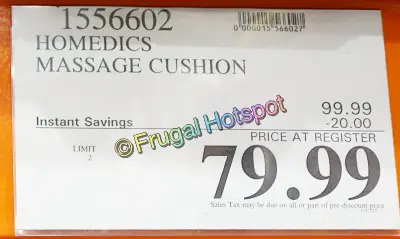 1556602
0000015566027
HOMEDICS
MASSAGE CUSHION
99.99
Instant Savings -20.00
PRICE AT REGISTER
LIMIT
2
79.99
Sales Tax may be due on all or part of pre-discount price
© Frugal Hotspot